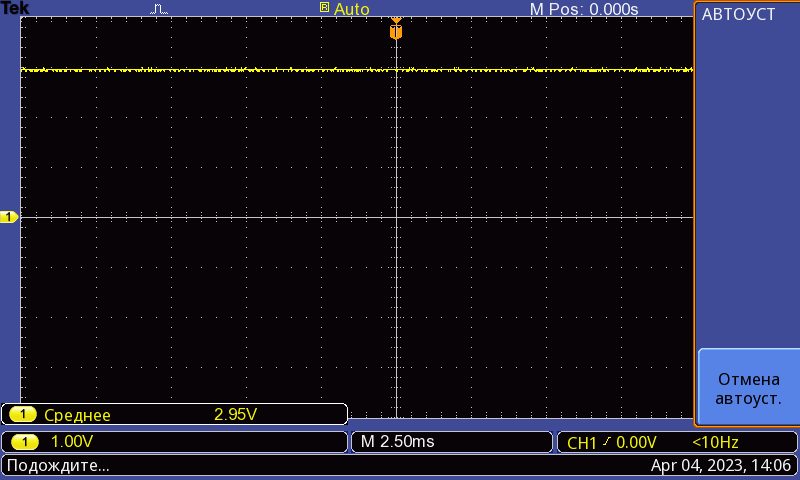 Tek R Auto M Pos: 0.000s
АВТОУСТ
T
1
Отмена
автоуст.
1 Среднее 2.95V
1 1.00V M 2.50ms CH1 0.00V <10Hz
Подождите... Apr 04, 2023, 14:06